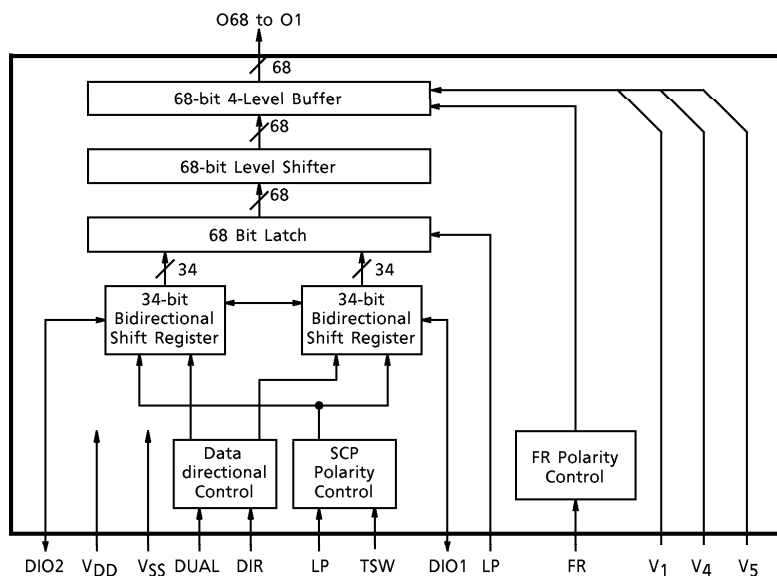 O68 to O1
68
68-bit 4-Level Buffer
68
68-bit Level Shifter
68
68 Bit Latch
34
34
34-bit
Bidirectional
Shift Register
34-bit
Bidirectional
Shift Register
Data
directional
Control
SCP
Polarity
Control
FR Polarity
Control
DIO2 VDD VSS DUAL DIR LP TSW DIO1 LP FR V1 V4 V5